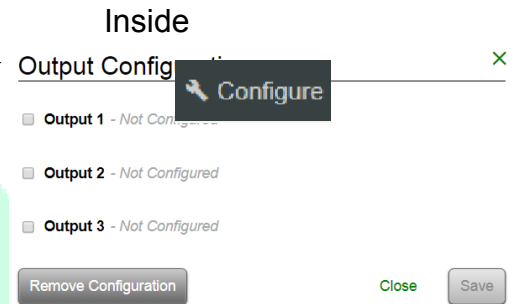 Inside
Output Config
Configure
Output 1 - Not Configured
Output 2 - Not Configured
Output 3 - Not Configured
Remove Configuration Close Save